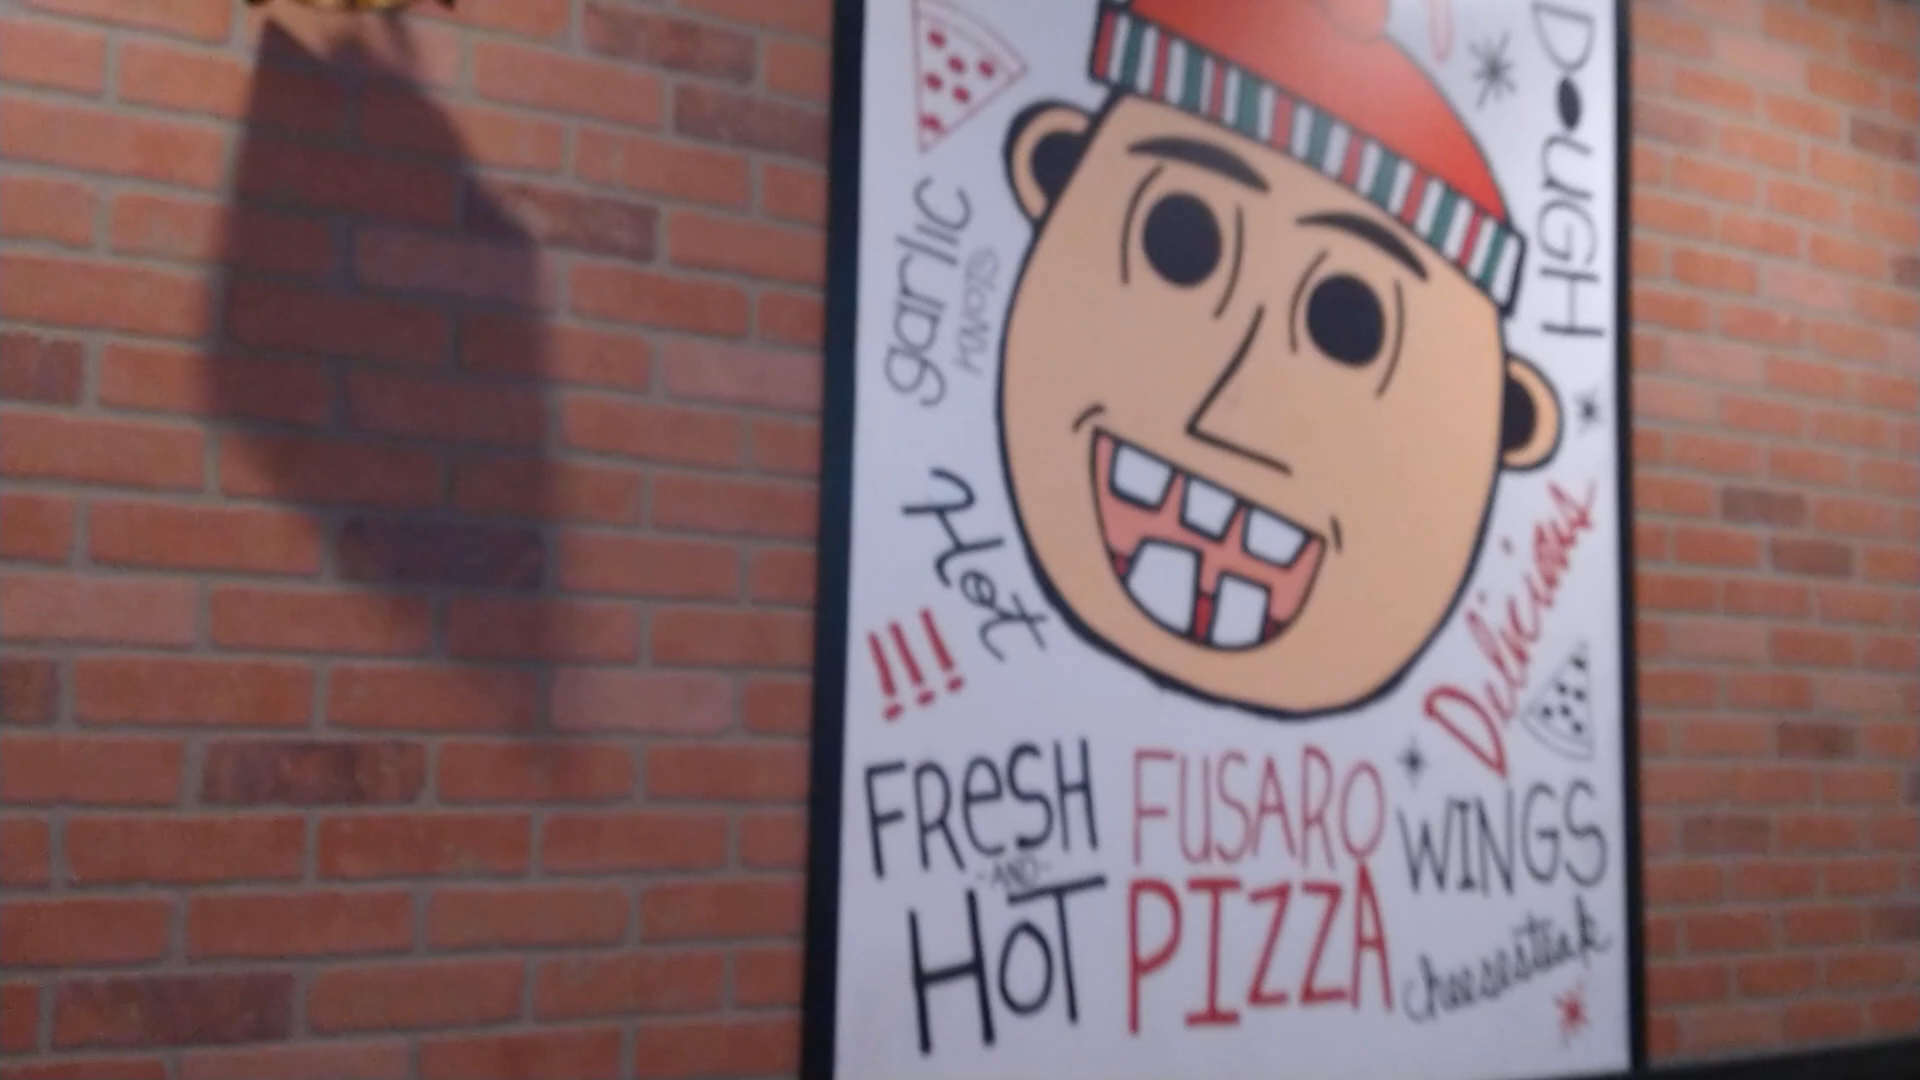 DOUGH
garlic
KNOTS
Hot
!!!
Delicious
FResH
-AND-
HOT
FUSARO
PIZZA
WINGS
cheesesteak